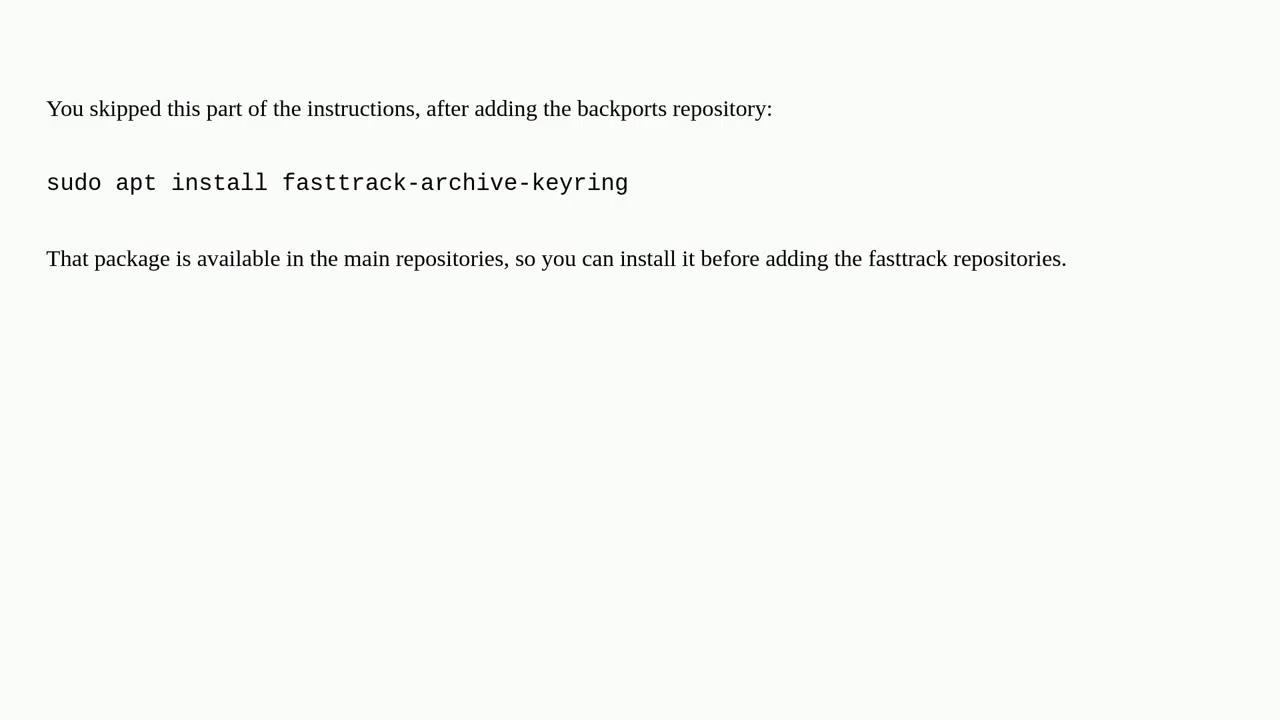 You skipped this part of the instructions, after adding the backports repository:
sudo apt install fasttrack-archive-keyring
That package is available in the main repositories, so you can install it before adding the fasttrack repositories.